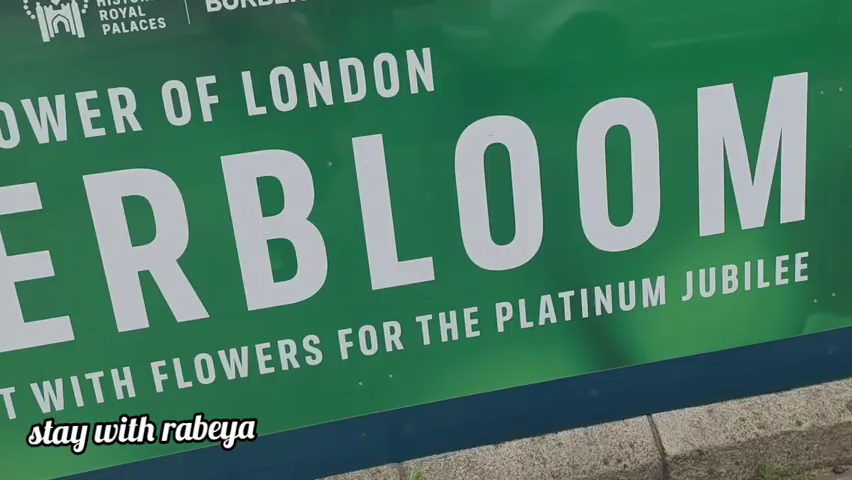 HISTORIC
ROYAL
PALACES
OWER OF LONDON
ERBLOOM
T WITH FLOWERS FOR THE PLATINUM JUBILEE
stay with rabeya